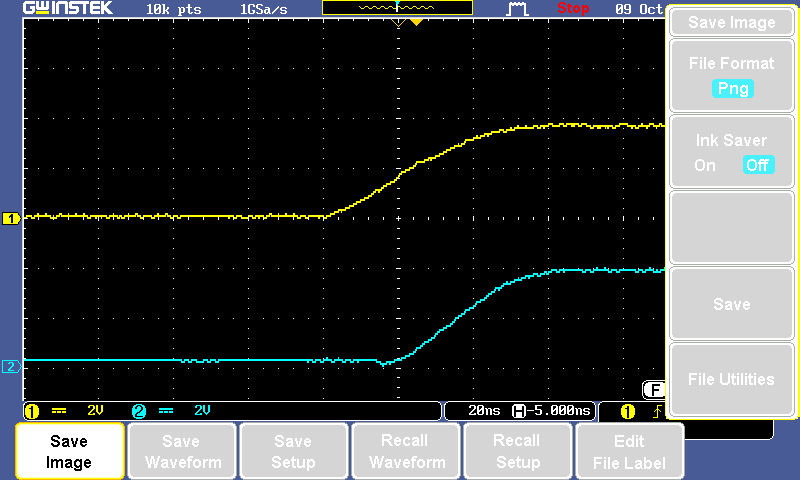 GWINSTEK 10k pts 1GSa/s Stop 09 Oct
Save Image
File Format
Png
Ink Saver
On Off
1
Save
2
File Utilities
F
1 2V 2 2V 20ns H -5.000ns 1
Save Image
Save Waveform
Save Setup
Recall Waveform
Recall Setup
Edit File Label